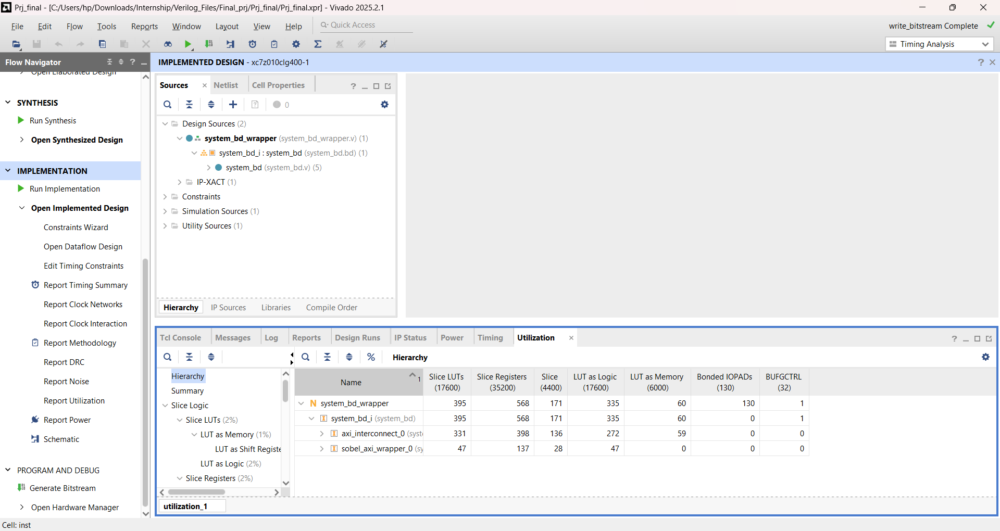 Prj_final - [C:/Users/hp/Downloads/Internship/Verilog_Files/Final_prj/Prj_final/Prj_final.xpr] - Vivado 2025.2.1
File Edit Flow Tools Reports Window Layout View Help Quick Access
write_bitstream Complete
Timing Analysis
Flow Navigator
IMPLEMENTED DESIGN - xc7z010clg400-1
Open Elaborated Design
SYNTHESIS
Run Synthesis
Open Synthesized Design
IMPLEMENTATION
Run Implementation
Open Implemented Design
Constraints Wizard
Open Dataflow Design
Edit Timing Constraints
Report Timing Summary
Report Clock Networks
Report Clock Interaction
Report Methodology
Report DRC
Report Noise
Report Utilization
Report Power
Schematic
PROGRAM AND DEBUG
Generate Bitstream
Open Hardware Manager
Sources Netlist Cell Properties
0
Design Sources (2)
system_bd_wrapper (system_bd_wrapper.v) (1)
system_bd_i : system_bd (system_bd.bd) (1)
system_bd (system_bd.v) (5)
IP-XACT (1)
Constraints
Simulation Sources (1)
Utility Sources (1)
Hierarchy IP Sources Libraries Compile Order
Tcl Console Messages Log Reports Design Runs IP Status Power Timing Utilization
Hierarchy
Hierarchy
Summary
Slice Logic
Slice LUTs (2%)
LUT as Memory (1%)
LUT as Shift Registe
LUT as Logic (2%)
Slice Registers (2%)
Name 1 Slice LUTs (17600) Slice Registers (35200) Slice (4400) LUT as Logic (17600) LUT as Memory (6000) Bonded IOPADs (130) BUFGCTRL (32)
N system_bd_wrapper 395 568 171 335 60 130 1
system_bd_i (system_bd) 395 568 171 335 60 0 1
axi_interconnect_0 (syst 331 398 136 272 59 0 0
sobel_axi_wrapper_0 (sy 47 137 28 47 0 0 0
utilization_1
Cell: inst